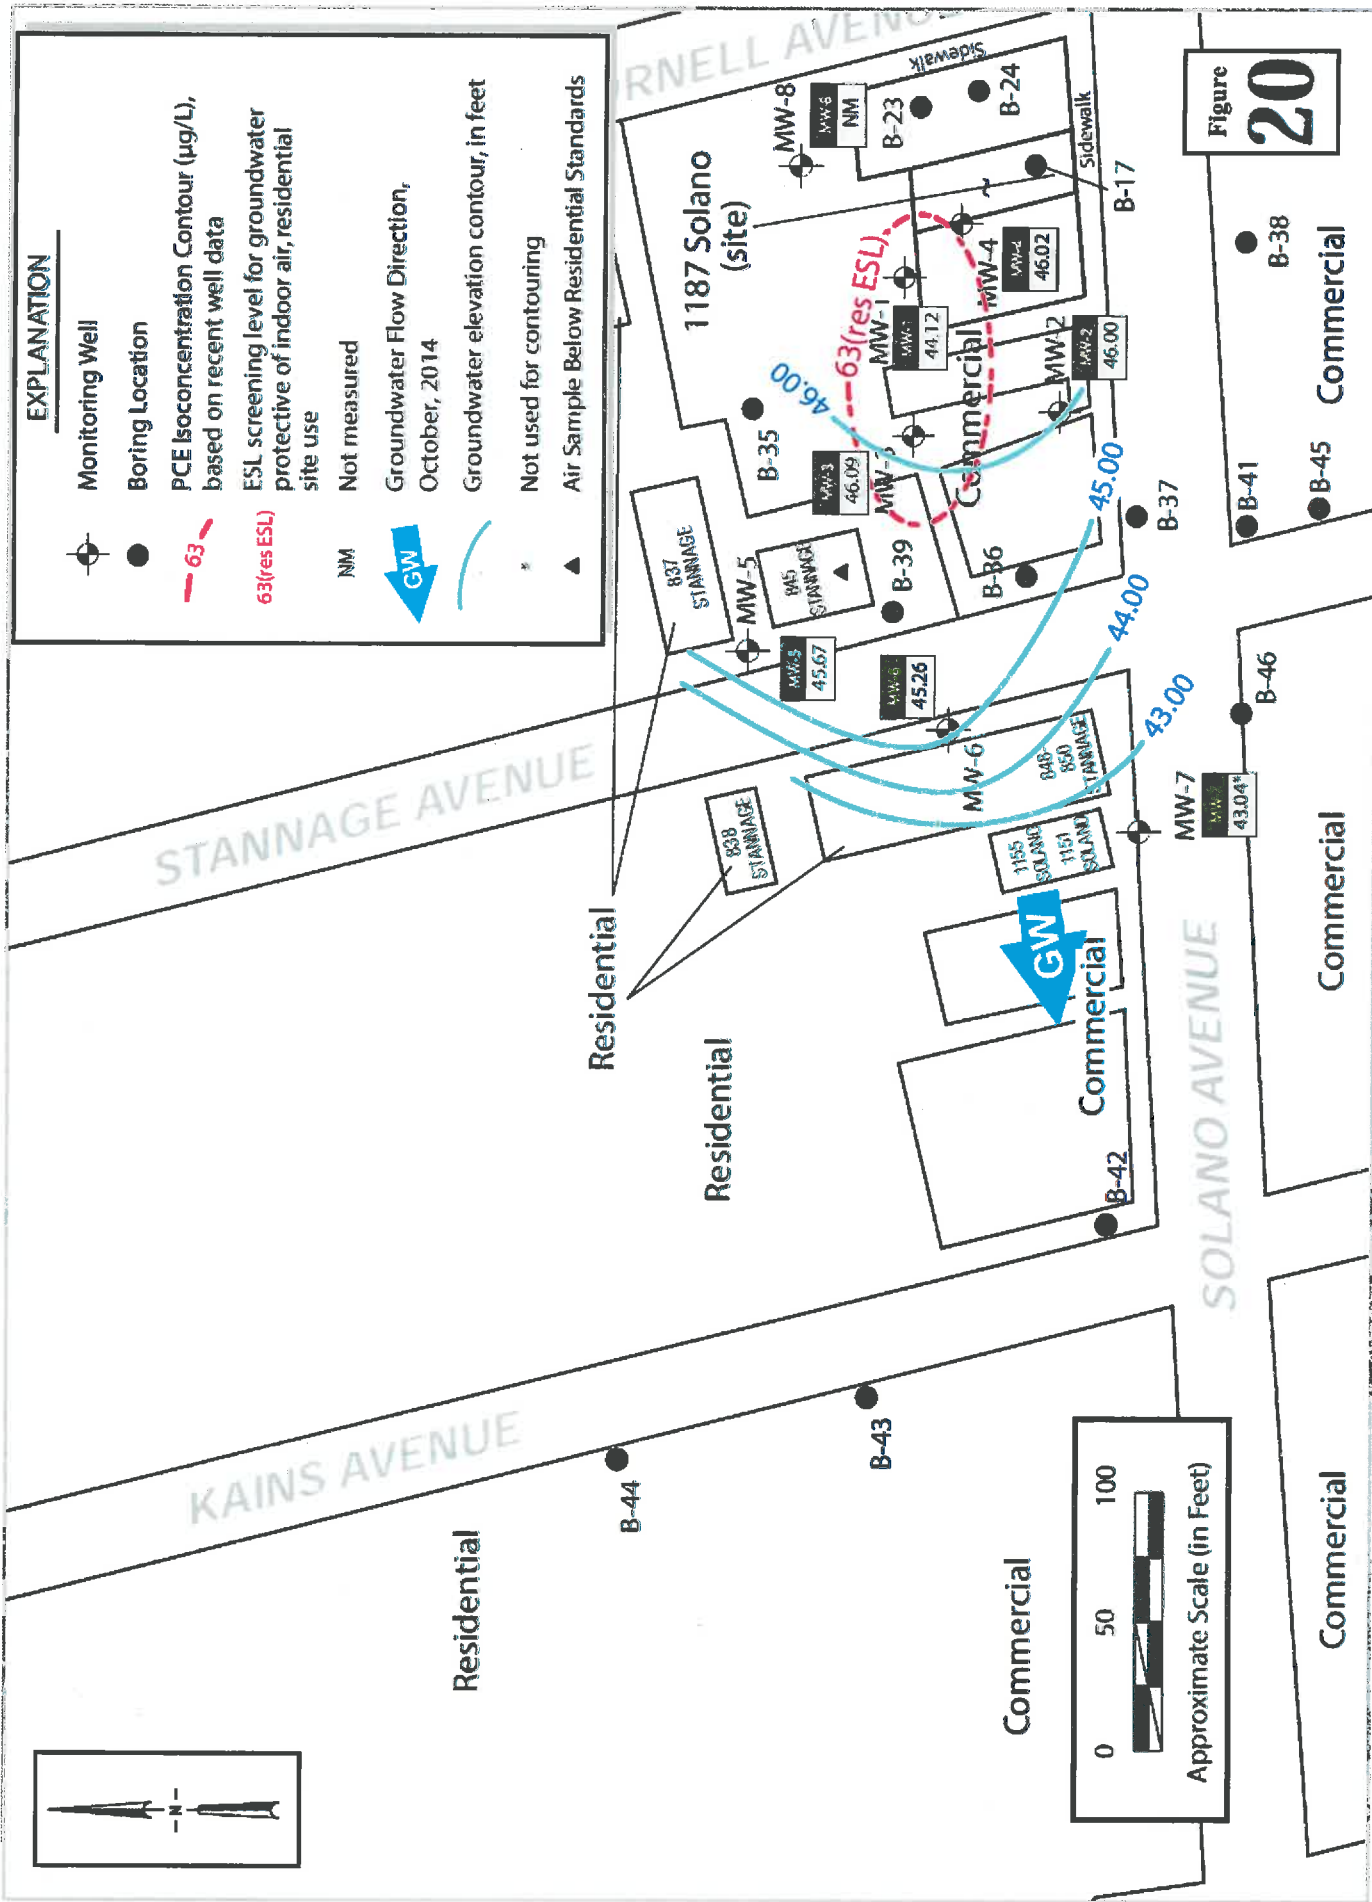 EXPLANATION
Monitoring Well
Boring Location
63
PCE Isoconcentration Contour (µg/L),
based on recent well data
63(res ESL)
ESL screening level for groundwater
protective of indoor air, residential
site use
NM
Not measured
GW
Groundwater Flow Direction,
October, 2014
Groundwater elevation contour, in feet
*
Not used for contouring
Air Sample Below Residential Standards
N
STANNAGE AVENUE
KAINS AVENUE
RNELL AVEN
SOLANO AVENUE
Residential
Residential
Residential
838
STANNAGE
837
STANNAGE
845
STANNAGE
848-
850
STANNAGE
1155
SOLANO
1151
SOLANO
1187 Solano
(site)
MW-8
NM
MW-5
MW-5
45.67
45.26
MW-6
MW-3
46.09
63(res ESL)
MW-1
MW-1
44.12
MW-4
46.02
MW-2
MW-2
46.00
MW-7
43.04*
46.00
45.00
44.00
43.00
B-35
B-39
B-36
B-37
B-23
B-24
B-17
B-38
B-41
B-45
B-46
B-42
B-43
B-44
Sidewalk
Sidewalk
Commercial
Commercial
GW
Commercial
Commercial
Commercial
Commercial
0
50
100
Approximate Scale (in Feet)
Figure
20